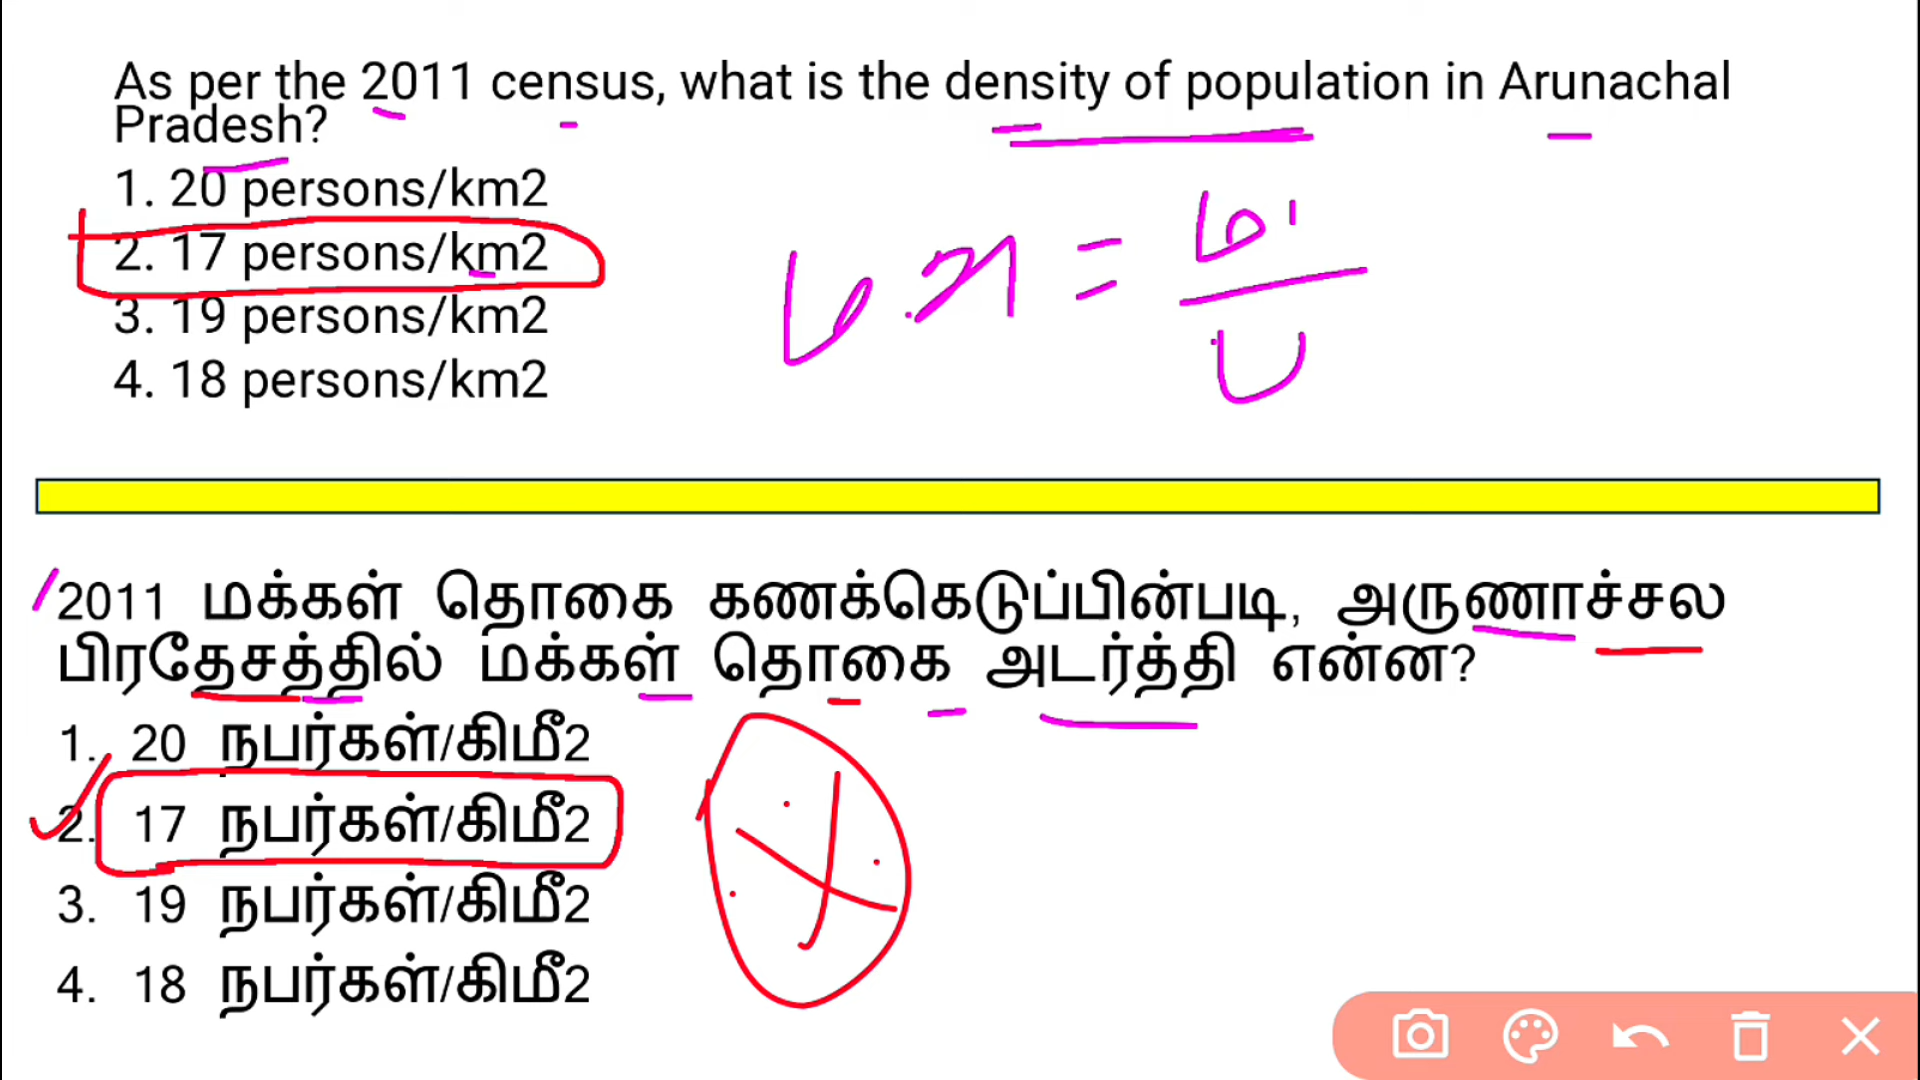 As per the 2011 census, what is the density of population in Arunachal
Pradesh?
1. 20 persons/km2
2. 17 persons/km2
3. 19 persons/km2
4. 18 persons/km2
2011 மக்கள் தொகை கணக்கெடுப்பின்படி, அருணாச்சல
பிரதேசத்தில் மக்கள் தொகை அடர்த்தி என்ன?
1. 20 நபர்கள்/கிமீ2
2. 17 நபர்கள்/கிமீ2
3. 19 நபர்கள்/கிமீ2
4. 18 நபர்கள்/கிமீ2